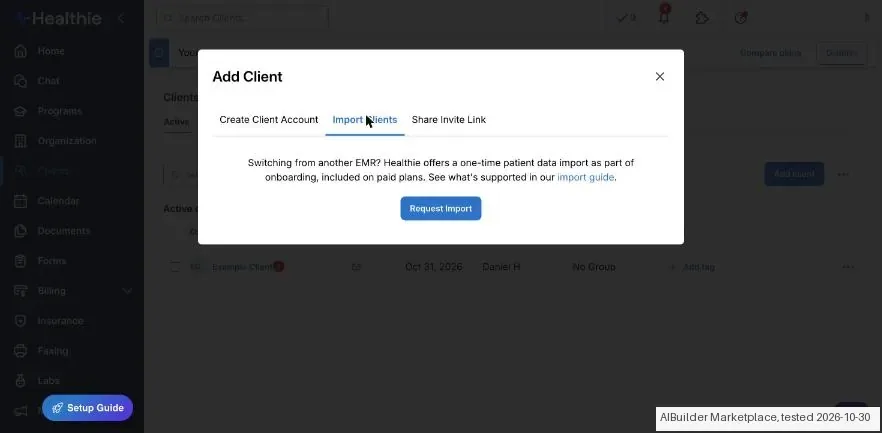 Healthie
Search Clients...
9
Home
Chat
Programs
Organization
Clients
Calendar
Documents
Forms
Billing
Insurance
Faxing
Labs
Setup Guide
Compare plans
Clients
Active
Add client
Add Client
Create Client Account
Import Clients
Share Invite Link
Switching from another EMR? Healthie offers a one-time patient data import as part of
onboarding, included on paid plans. See what's supported in our import guide.
Request Import
Example Client
Oct 31, 2026
Daniel H
No Group
+ Add tag
AIBuilder Marketplace, tested 2026-10-30